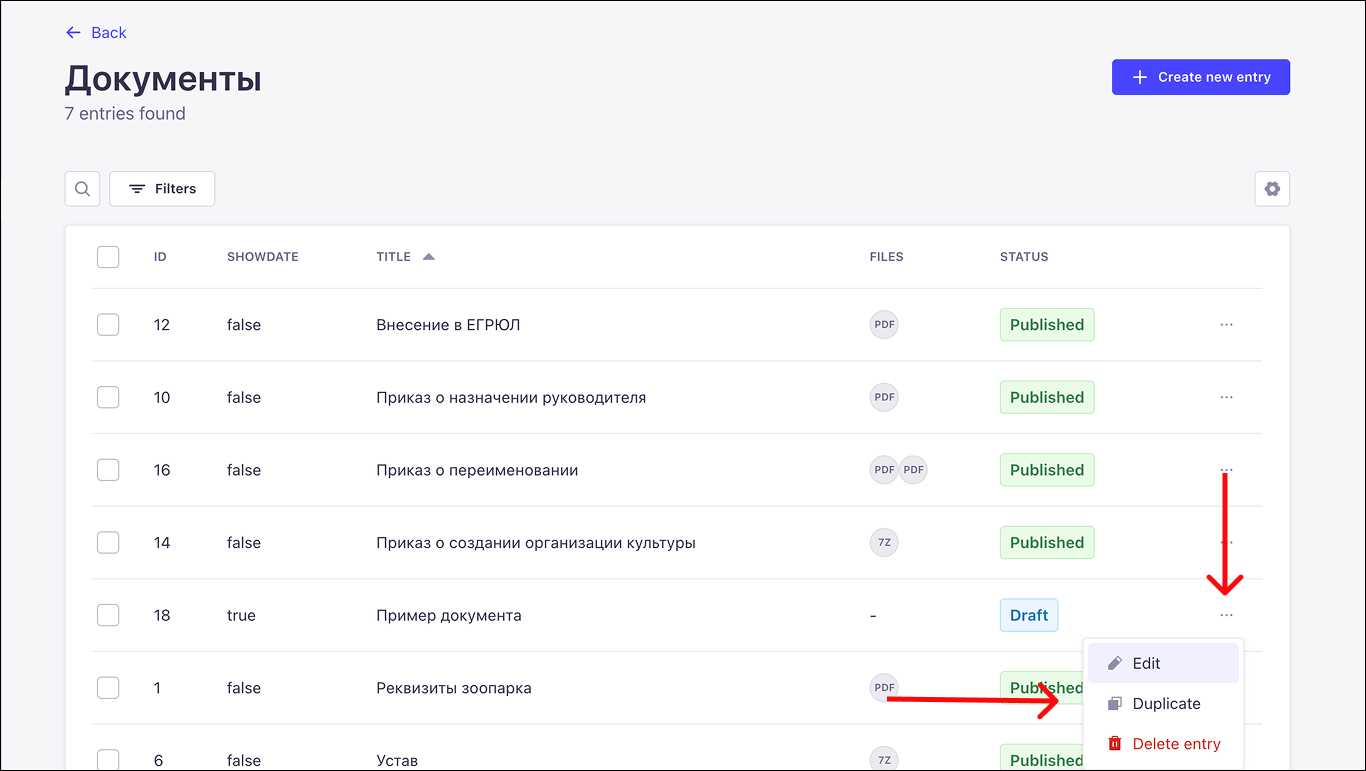 Back
Документы
Create new entry
7 entries found
Filters
ID SHOWDATE TITLE FILES STATUS
12 false Внесение в ЕГРЮЛ PDF Published ...
10 false Приказ о назначении руководителя PDF Published ...
16 false Приказ о переименовании PDF PDF Published ...
14 false Приказ о создании организации культуры 7Z Published
18 true Пример документа - Draft ...
Edit
1 false Реквизиты зоопарка PDF Published
Duplicate
Delete entry
6 false Устав 7Z Published